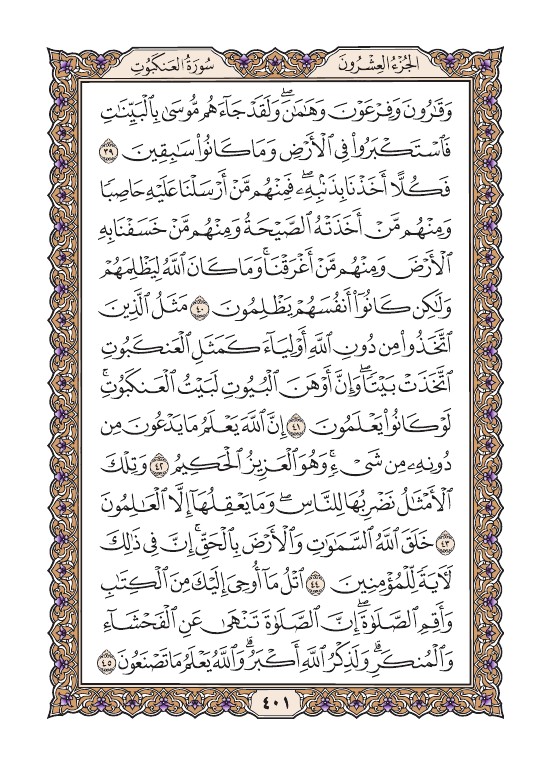 الجُزْءُ العِشْرُونَ سُورَةُ العَنكَبُوتِ
وَقَٰرُونَ وَفِرْعَوْنَ وَهَٰمَٰنَۖ وَلَقَدْ جَآءَهُم مُّوسَىٰ بِٱلْبَيِّنَٰتِ
فَٱسْتَكْبَرُوا۟ فِى ٱلْأَرْضِ وَمَا كَانُوا۟ سَٰبِقِينَ ٣٩
فَكُلًّا أَخَذْنَا بِذَنۢبِهِۦۖ فَمِنْهُم مَّنْ أَرْسَلْنَا عَلَيْهِ حَاصِبًا
وَمِنْهُم مَّنْ أَخَذَتْهُ ٱلصَّيْحَةُ وَمِنْهُم مَّنْ خَسَفْنَا بِهِ
ٱلْأَرْضَ وَمِنْهُم مَّنْ أَغْرَقْنَاۚ وَمَا كَانَ ٱللَّهُ لِيَظْلِمَهُمْ
وَلَٰكِن كَانُوٓا۟ أَنفُسَهُمْ يَظْلِمُونَ ٤٠ مَثَلُ ٱلَّذِينَ
ٱتَّخَذُوا۟ مِن دُونِ ٱللَّهِ أَوْلِيَآءَ كَمَثَلِ ٱلْعَنكَبُوتِ
ٱتَّخَذَتْ بَيْتًاۖ وَإِنَّ أَوْهَنَ ٱلْبُيُوتِ لَبَيْتُ ٱلْعَنكَبُوتِۚ
لَوْ كَانُوا۟ يَعْلَمُونَ ٤١ إِنَّ ٱللَّهَ يَعْلَمُ مَا يَدْعُونَ مِن
دُونِهِۦ مِن شَىْءٍۚ وَهُوَ ٱلْعَزِيزُ ٱلْحَكِيمُ ٤٢ وَتِلْكَ
ٱلْأَمْثَٰلُ نَضْرِبُهَا لِلنَّاسِۖ وَمَا يَعْقِلُهَآ إِلَّا ٱلْعَٰلِمُونَ
٤٣ خَلَقَ ٱللَّهُ ٱلسَّمَٰوَٰتِ وَٱلْأَرْضَ بِٱلْحَقِّۚ إِنَّ فِى ذَٰلِكَ
لَءَايَةً لِّلْمُؤْمِنِينَ ٤٤ ٱتْلُ مَآ أُوحِىَ إِلَيْكَ مِنَ ٱلْكِتَٰبِ
وَأَقِمِ ٱلصَّلَوٰةَۖ إِنَّ ٱلصَّلَوٰةَ تَنْهَىٰ عَنِ ٱلْفَحْشَآءِ
وَٱلْمُنكَرِۗ وَلَذِكْرُ ٱللَّهِ أَكْبَرُۗ وَٱللَّهُ يَعْلَمُ مَا تَصْنَعُونَ ٤٥
٤٠١